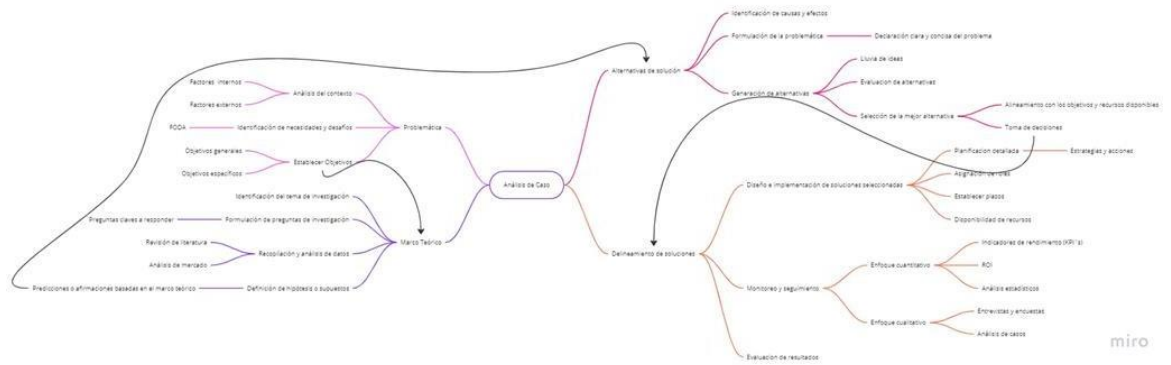 Análisis de Caso
Problemática
Análisis del contexto
Factores internos
Factores externos
Identificación de necesidades y desafíos
FODA
Establecer Objetivos
Objetivos generales
Objetivos específicos
Marco Teórico
Identificación del tema de investigación
Formulación de preguntas de investigación
Preguntas claves a responder
Recopilación y análisis de datos
Revisión de literatura
Análisis de mercado
Definición de hipótesis o supuestos
Predicciones o afirmaciones basadas en el marco teórico
Alternativas de solución
Identificación de causas y efectos
Formulación de la problemática
Declaración clara y concisa del problema
Generación de alternativas
Lluvia de ideas
Evaluacion de alternativas
Selección de la mejor alternativa
Alineamiento con los objetivos y recursos disponibles
Toma de decisiones
Delineamiento de soluciones
Diseño e implementación de soluciones seleccionadas
Planificacion detallada
Estrategias y acciones
Asignación de roles
Establecer plazos
Disponibilidad de recursos
Monitoreo y seguimiento
Enfoque cuantitativo
Indicadores de rendimiento (KPI´s)
ROI
Análisis estadísticos
Enfoque cualitativo
Entrevistas y encuestas
Análisis de casos
Evaluacion de resultados
miro